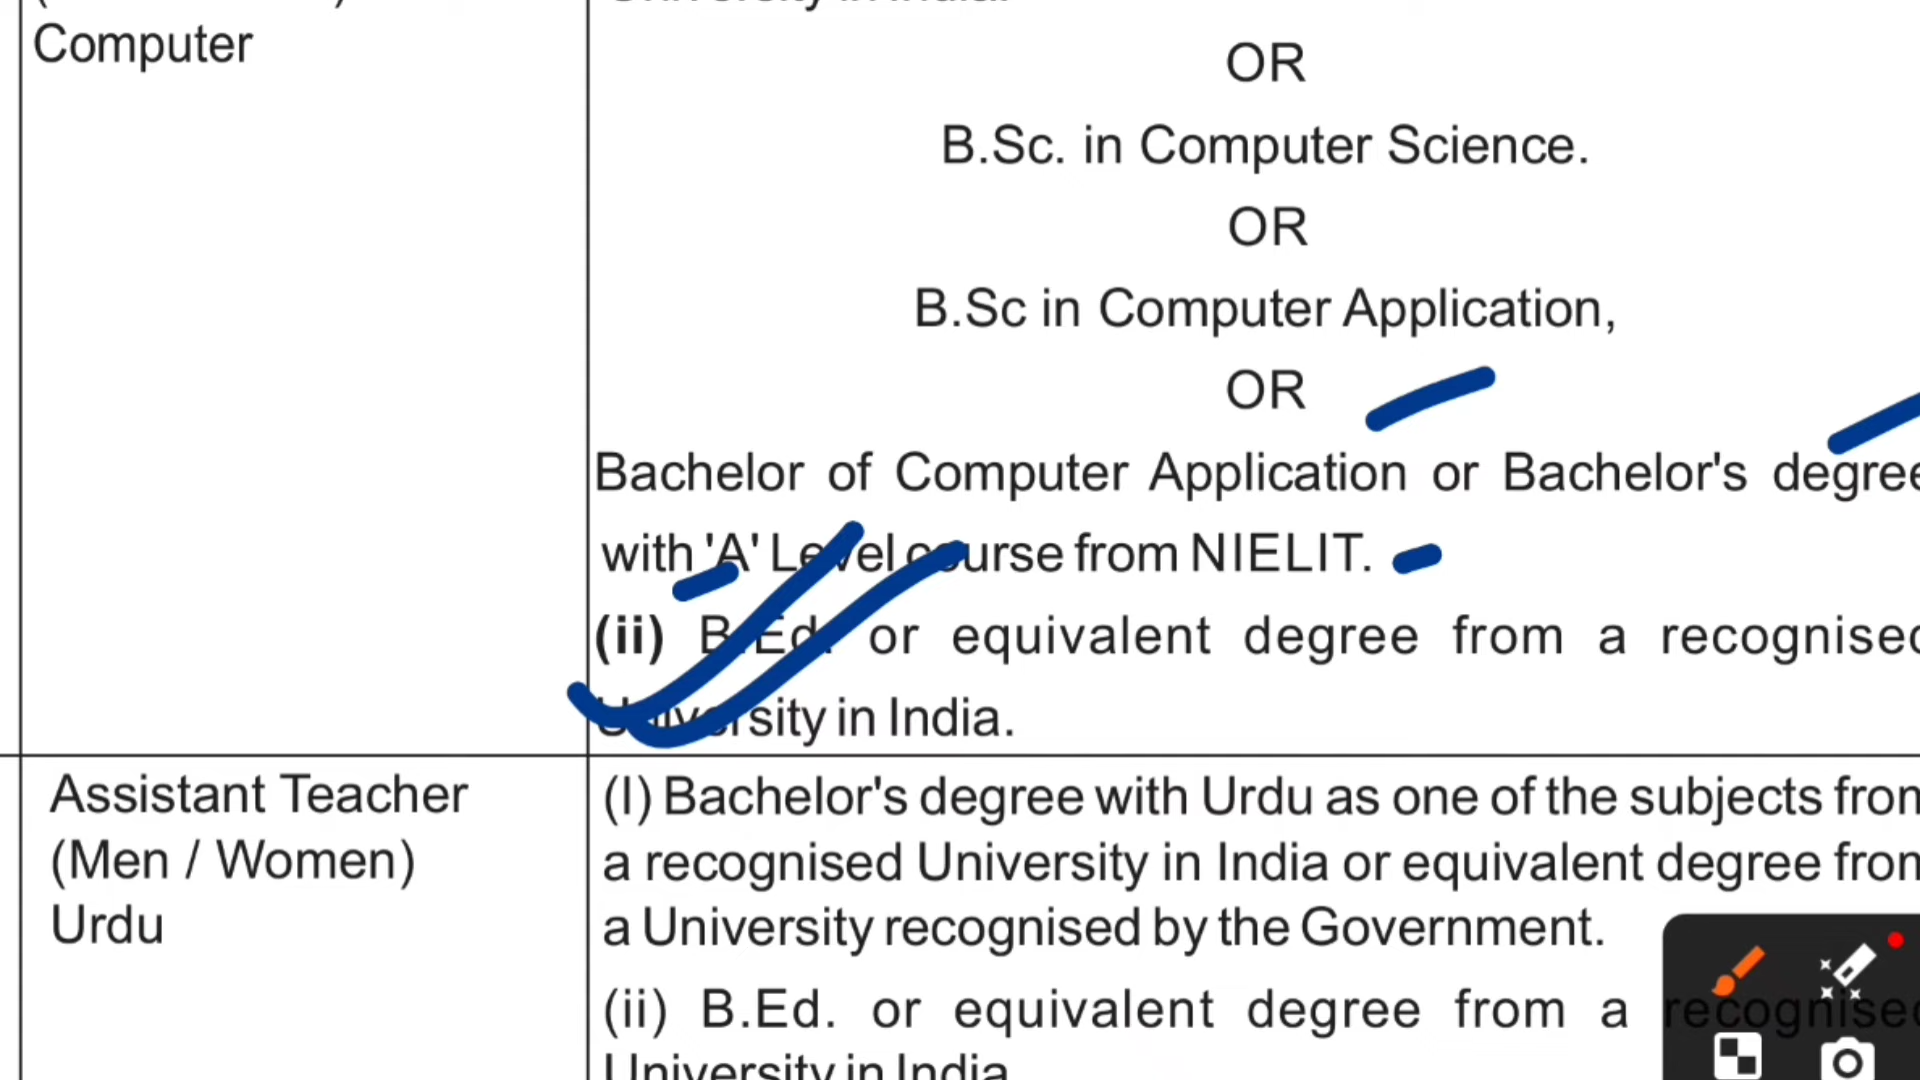 Computer
University in India.
OR
B.Sc. in Computer Science.
OR
B.Sc in Computer Application,
OR
Bachelor of Computer Application or Bachelor's degree
with 'A' Level course from NIELIT.
(ii) B.Ed. or equivalent degree from a recognised
University in India.
Assistant Teacher
(Men / Women)
Urdu
(I) Bachelor's degree with Urdu as one of the subjects from
a recognised University in India or equivalent degree from
a University recognised by the Government.
(ii) B.Ed. or equivalent degree from a recognised
University in India